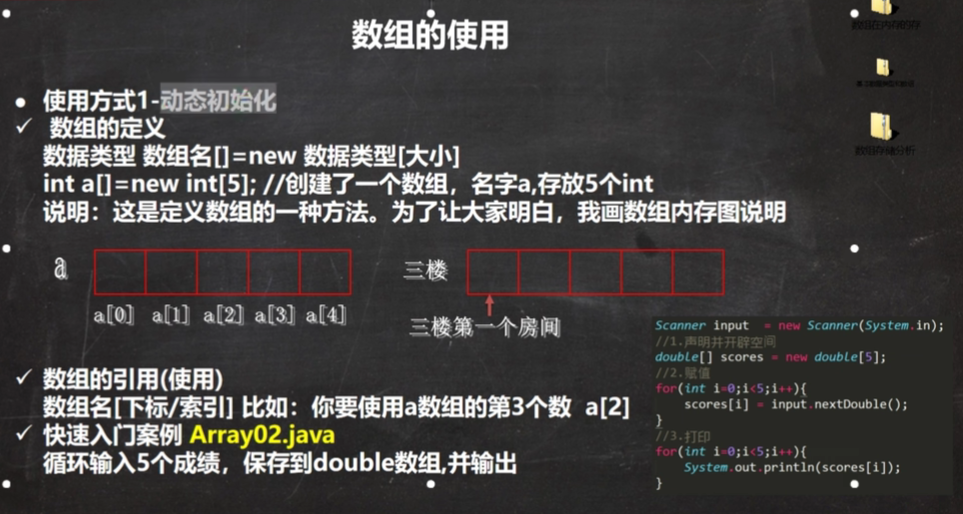 数组的使用
使用方式1-动态初始化
数组的定义
数据类型 数组名[]=new 数据类型[大小]
int a[]=new int[5]; //创建了一个数组，名字a,存放5个int
说明：这是定义数组的一种方法。为了让大家明白，我画数组内存图说明
a
a[0] a[1] a[2] a[3] a[4]
三楼
三楼第一个房间
数组的引用(使用)
数组名[下标/索引] 比如：你要使用a数组的第3个数 a[2]
快速入门案例 Array02.java
循环输入5个成绩，保存到double数组,并输出
Scanner input = new Scanner(System.in);
//1.声明并开辟空间
double[] scores = new double[5];
//2.赋值
for(int i=0;i<5;i++){
scores[i] = input.nextDouble();
}
//3.打印
for(int i=0;i<5;i++){
System.out.println(scores[i]);
}
数组在内存的存
数组存储分析